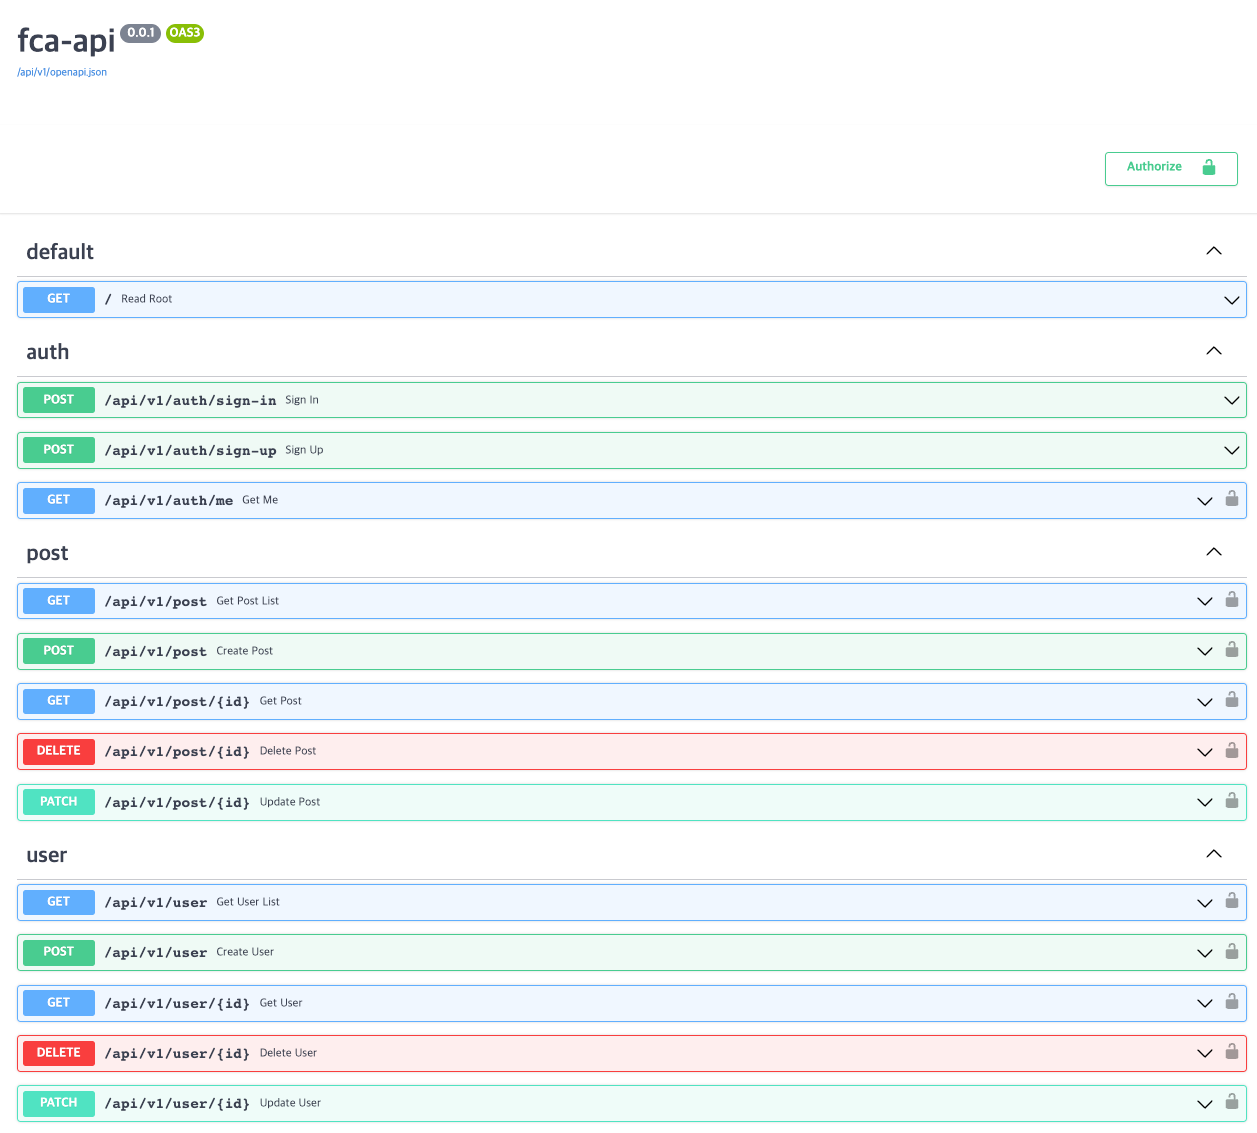 fca-api 0.0.1 OAS3
/api/v1/openapi.json
Authorize
default
GET / Read Root
auth
POST /api/v1/auth/sign-in Sign In
POST /api/v1/auth/sign-up Sign Up
GET /api/v1/auth/me Get Me
post
GET /api/v1/post Get Post List
POST /api/v1/post Create Post
GET /api/v1/post/{id} Get Post
DELETE /api/v1/post/{id} Delete Post
PATCH /api/v1/post/{id} Update Post
user
GET /api/v1/user Get User List
POST /api/v1/user Create User
GET /api/v1/user/{id} Get User
DELETE /api/v1/user/{id} Delete User
PATCH /api/v1/user/{id} Update User